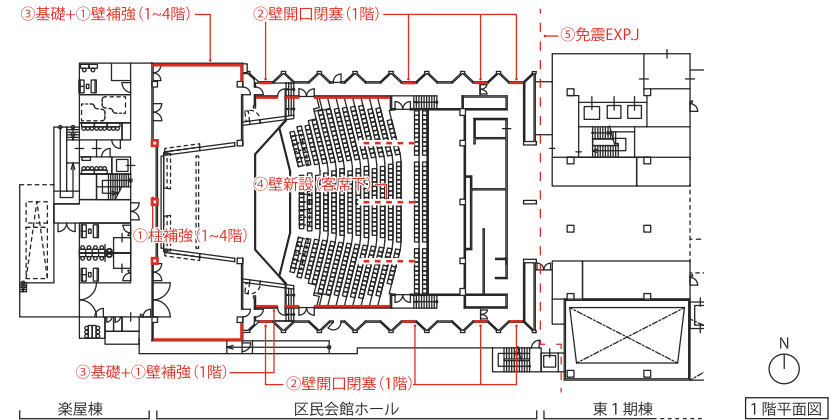 ③基礎+①壁補強(1~4階)
②壁開口閉塞(1階)
⑤免震EXP.J
④壁新設(客席下)
①柱補強(1~4階)
③基礎+①壁補強(1階)
②壁開口閉塞(1階)
N
楽屋棟
区民会館ホール
東1期棟
1階平面図